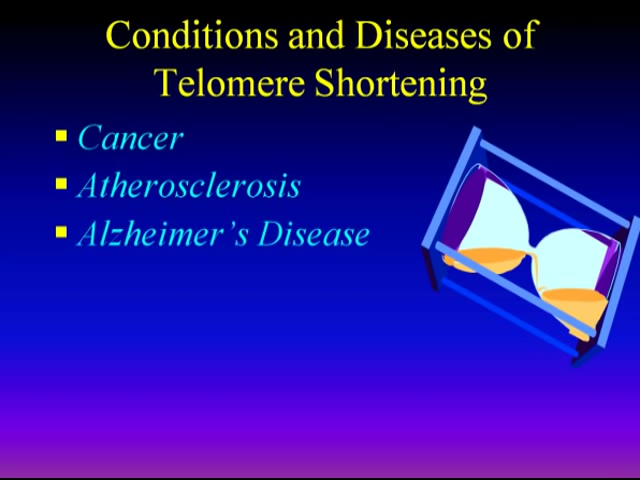 Conditions and Diseases of
Telomere Shortening
Cancer
Atherosclerosis
Alzheimer’s Disease